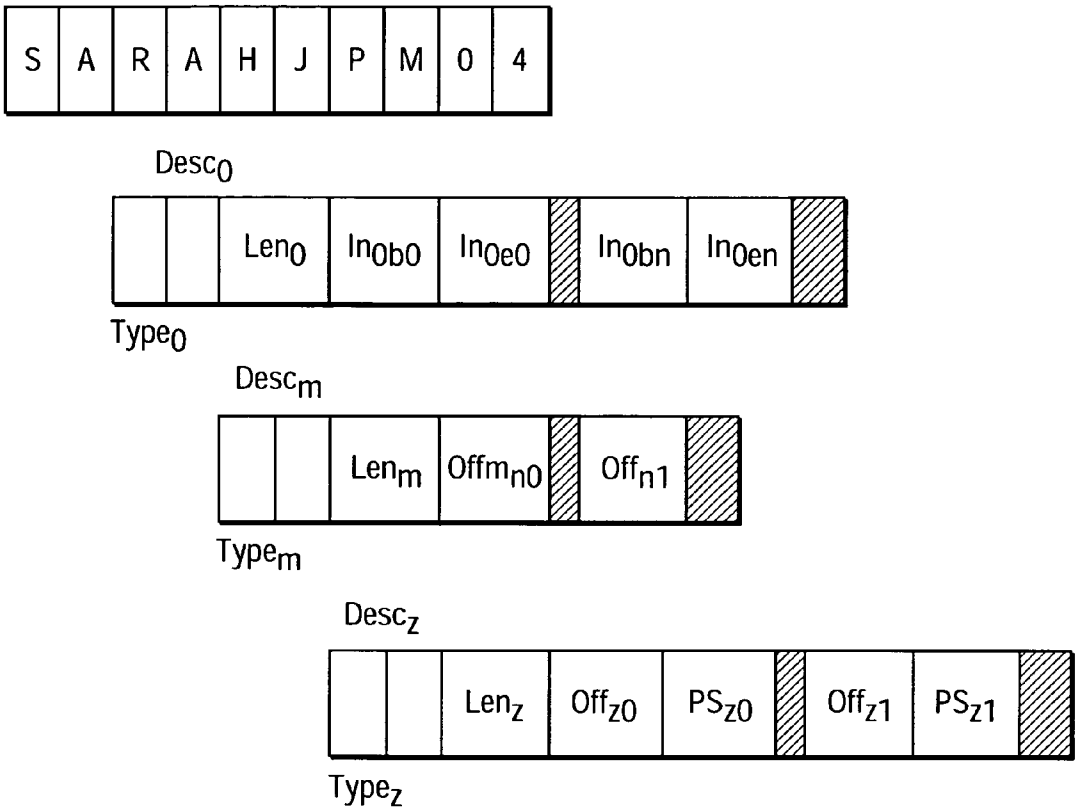 S A R A H J P M 0 4
Desc0
Len0 In0b0 In0e0 In0bn In0en
Type0
Descm
Lenm Offmn0 Offn1
Typem
Descz
Lenz Offz0 PSz0 Offz1 PSz1
Typez